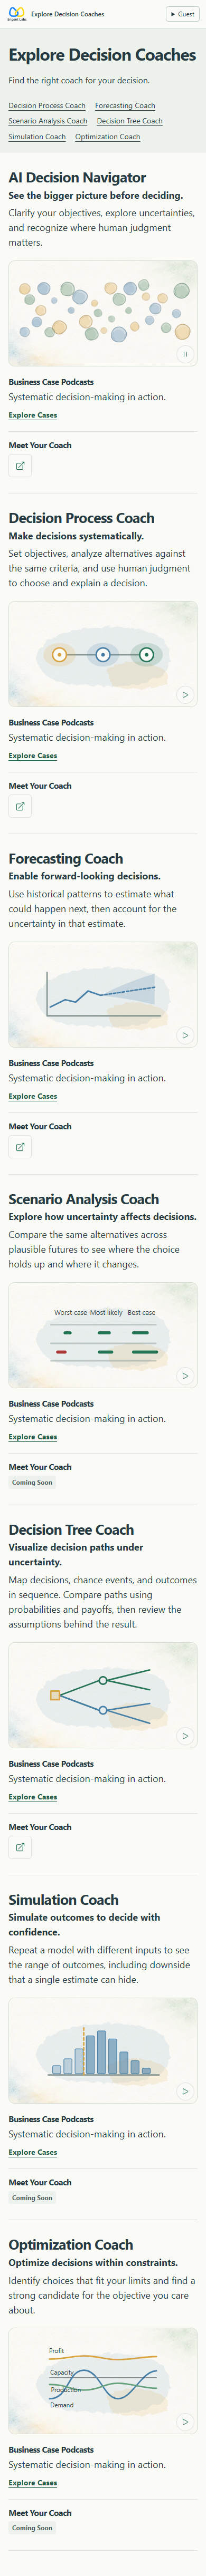 Expert Labs
Explore Decision Coaches
▶ Guest
Explore Decision Coaches
Find the right coach for your decision.
Decision Process Coach Forecasting Coach
Scenario Analysis Coach Decision Tree Coach
Simulation Coach Optimization Coach
AI Decision Navigator
See the bigger picture before deciding.
Clarify your objectives, explore uncertainties,
and recognize where human judgment
matters.
Business Case Podcasts
Systematic decision-making in action.
Explore Cases
Meet Your Coach
Decision Process Coach
Make decisions systematically.
Set objectives, analyze alternatives against
the same criteria, and use human judgment
to choose and explain a decision.
Business Case Podcasts
Systematic decision-making in action.
Explore Cases
Meet Your Coach
Forecasting Coach
Enable forward-looking decisions.
Use historical patterns to estimate what
could happen next, then account for the
uncertainty in that estimate.
Business Case Podcasts
Systematic decision-making in action.
Explore Cases
Meet Your Coach
Scenario Analysis Coach
Explore how uncertainty affects decisions.
Compare the same alternatives across
plausible futures to see where the choice
holds up and where it changes.
Worst case Most likely Best case
Business Case Podcasts
Systematic decision-making in action.
Explore Cases
Meet Your Coach
Coming Soon
Decision Tree Coach
Visualize decision paths under
uncertainty.
Map decisions, chance events, and outcomes
in sequence. Compare paths using
probabilities and payoffs, then review the
assumptions behind the result.
Business Case Podcasts
Systematic decision-making in action.
Explore Cases
Meet Your Coach
Simulation Coach
Simulate outcomes to decide with
confidence.
Repeat a model with different inputs to see
the range of outcomes, including downside
that a single estimate can hide.
Business Case Podcasts
Systematic decision-making in action.
Explore Cases
Meet Your Coach
Coming Soon
Optimization Coach
Optimize decisions within constraints.
Identify choices that fit your limits and find a
strong candidate for the objective you care
about.
Profit
Capacity
Production
Demand
Business Case Podcasts
Systematic decision-making in action.
Explore Cases
Meet Your Coach
Coming Soon